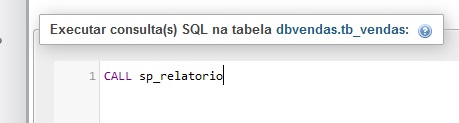 Executar consulta(s) SQL na tabela dbvendas.tb_vendas:
1 CALL sp_relatorio